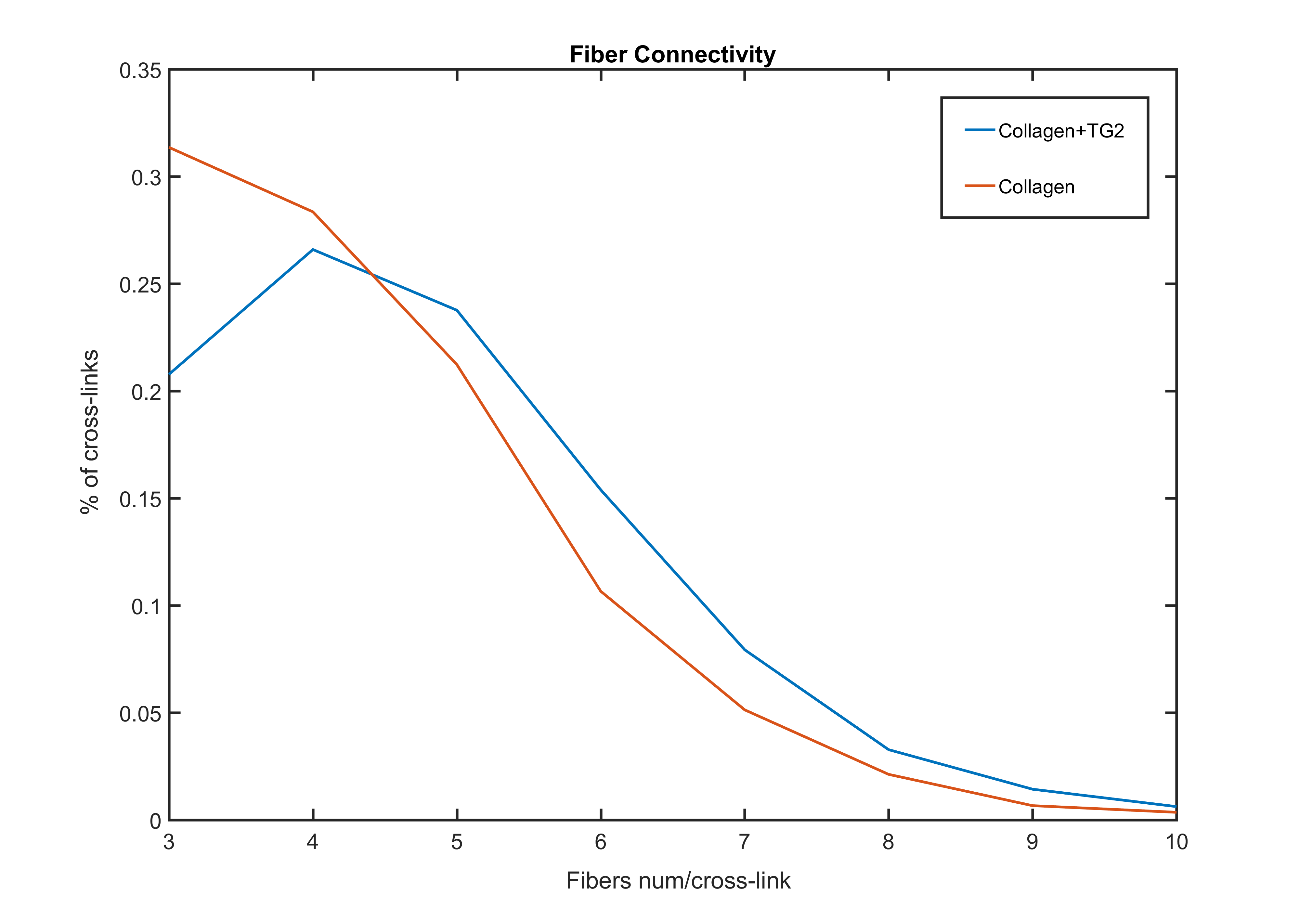 Fiber Connectivity
0.35
0.3
0.25
0.2
0.15
0.1
0.05
0
% of cross-links
Collagen+TG2
Collagen
3 4 5 6 7 8 9 10
Fibers num/cross-link